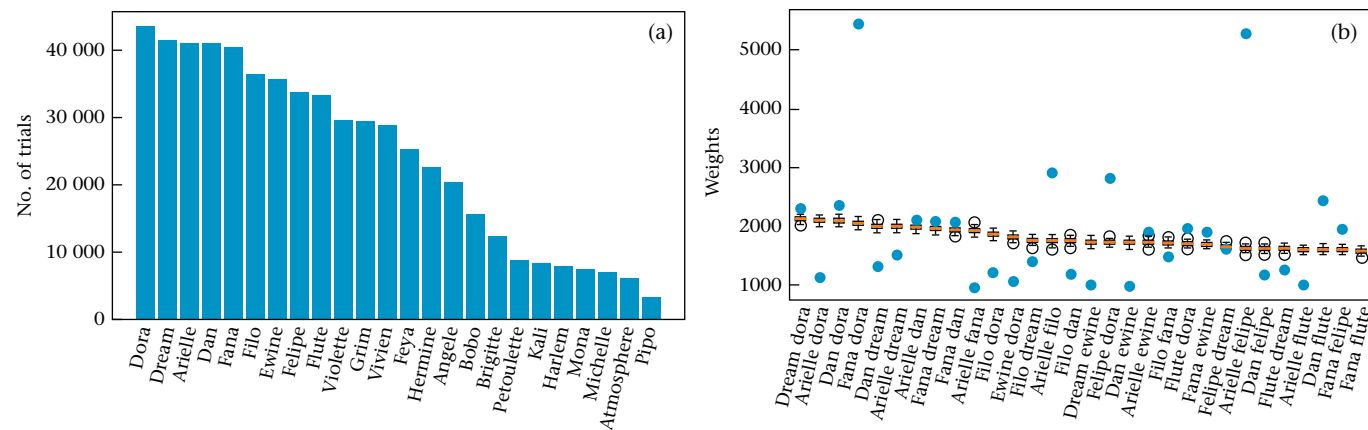 (a)
No. of trials
40 000
30 000
20 000
10 000
0
Dora
Dream
Arielle
Dan
Fana
Filo
Ewine
Felipe
Flute
Violette
Grim
Vivien
Feya
Hermine
Angele
Bobo
Brigitte
Petoulette
Kali
Harlem
Mona
Michelle
Atmosphere
Pipo
(b)
Weights
5000
4000
3000
2000
1000
Dream dora
Arielle dora
Dan dora
Fana dora
Dan dream
Arielle dream
Arielle dan
Fana dream
Fana dan
Arielle fana
Filo dora
Ewine dora
Filo dream
Arielle filo
Filo dan
Dream ewine
Felipe dora
Dan ewine
Arielle ewine
Filo fana
Flute dora
Fana ewine
Felipe dream
Arielle felipe
Dan felipe
Flute dream
Arielle flute
Dan flute
Fana felipe
Fana flute